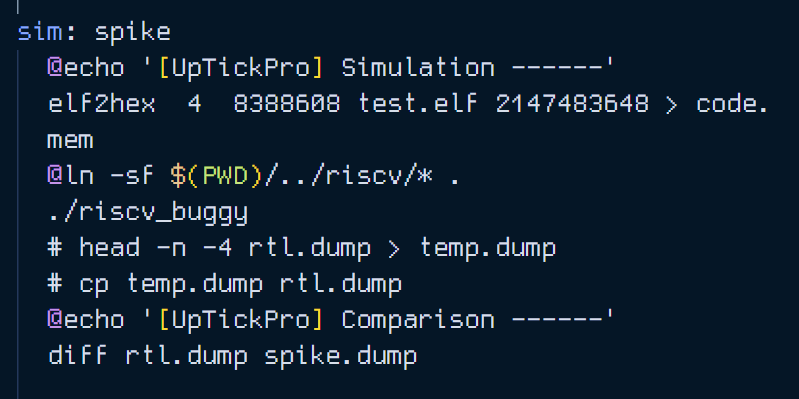 sim: spike
@echo '[UpTickPro] Simulation ------'
elf2hex  4  8388608 test.elf 2147483648 > code.
mem
@ln -sf $(PWD)/../riscv/* .
./riscv_buggy
# head -n -4 rtl.dump > temp.dump
# cp temp.dump rtl.dump
@echo '[UpTickPro] Comparison ------'
diff rtl.dump spike.dump